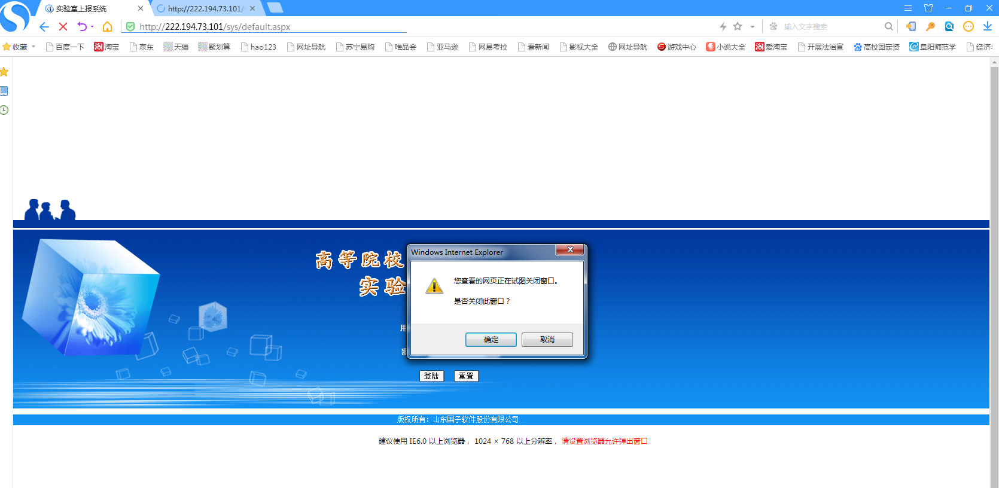 实验室上报系统
http://222.194.73.101/
http://222.194.73.101/sys/default.aspx
输入文字搜索
收藏
百度一下
淘宝
京东
天猫
聚划算
hao123
网址导航
苏宁易购
唯品会
亚马逊
网易考拉
看新闻
影视大全
网址导航
游戏中心
小说大全
爱淘宝
开展法治宣
高校国定资
阜阳师范学
经济
高等院校
实验
Windows Internet Explorer
您查看的网页正在试图关闭窗口。
是否关闭此窗口？
确定
取消
用
登陆
重置
版权所有：山东国子软件股份有限公司
建议使用 IE6.0 以上浏览器， 1024 × 768 以上分辨率， 请设置浏览器允许弹出窗口